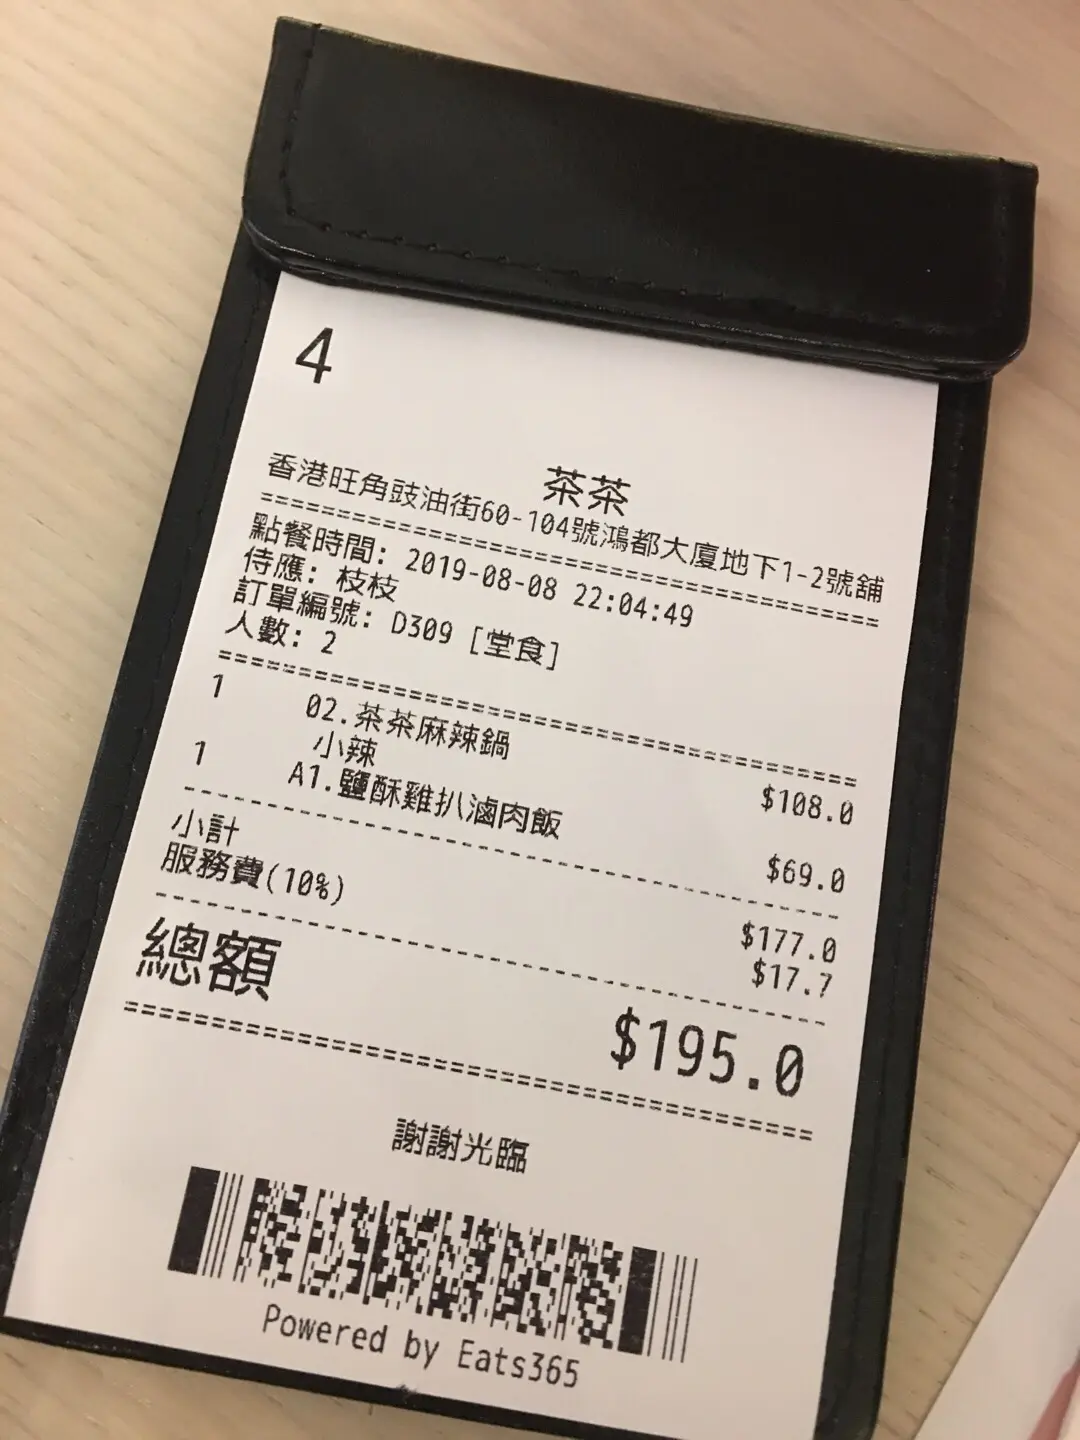 4
茶茶
香港旺角豉油街60-104號鴻都大廈地下1-2號舖
點餐時間: 2019-08-08 22:04:49
侍應: 枝枝
訂單編號: D309 [堂食]
人數: 2
1 02.茶茶麻辣鍋 $108.0
小辣
1 A1.鹽酥雞扒滷肉飯 $69.0
小計 $177.0
服務費(10%) $17.7
總額 $195.0
謝謝光臨
Powered by Eats365